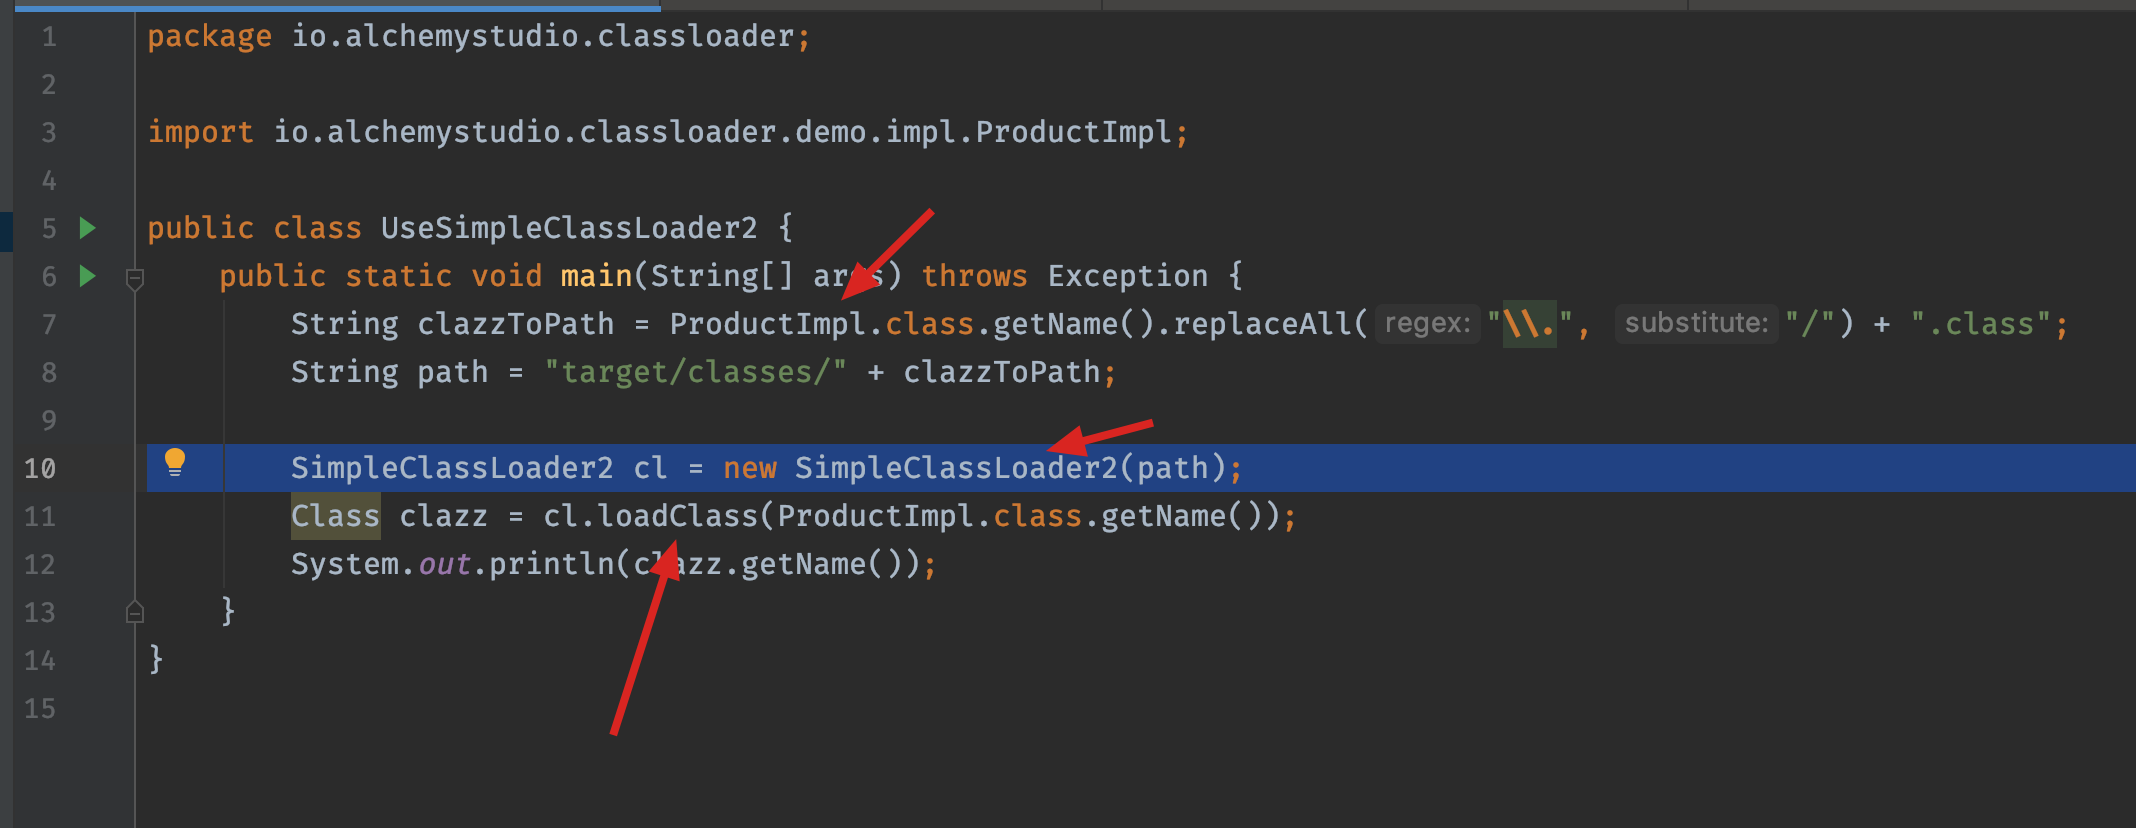 1 package io.alchemystudio.classloader;
2
3 import io.alchemystudio.classloader.demo.impl.ProductImpl;
4
5 public class UseSimpleClassLoader2 {
6 public static void main(String[] args) throws Exception {
7 String clazzToPath = ProductImpl.class.getName().replaceAll( regex: "\\.", substitute: "/") + ".class";
8 String path = "target/classes/" + clazzToPath;
9
10 SimpleClassLoader2 cl = new SimpleClassLoader2(path);
11 Class clazz = cl.loadClass(ProductImpl.class.getName());
12 System.out.println(clazz.getName());
13 }
14 }
15